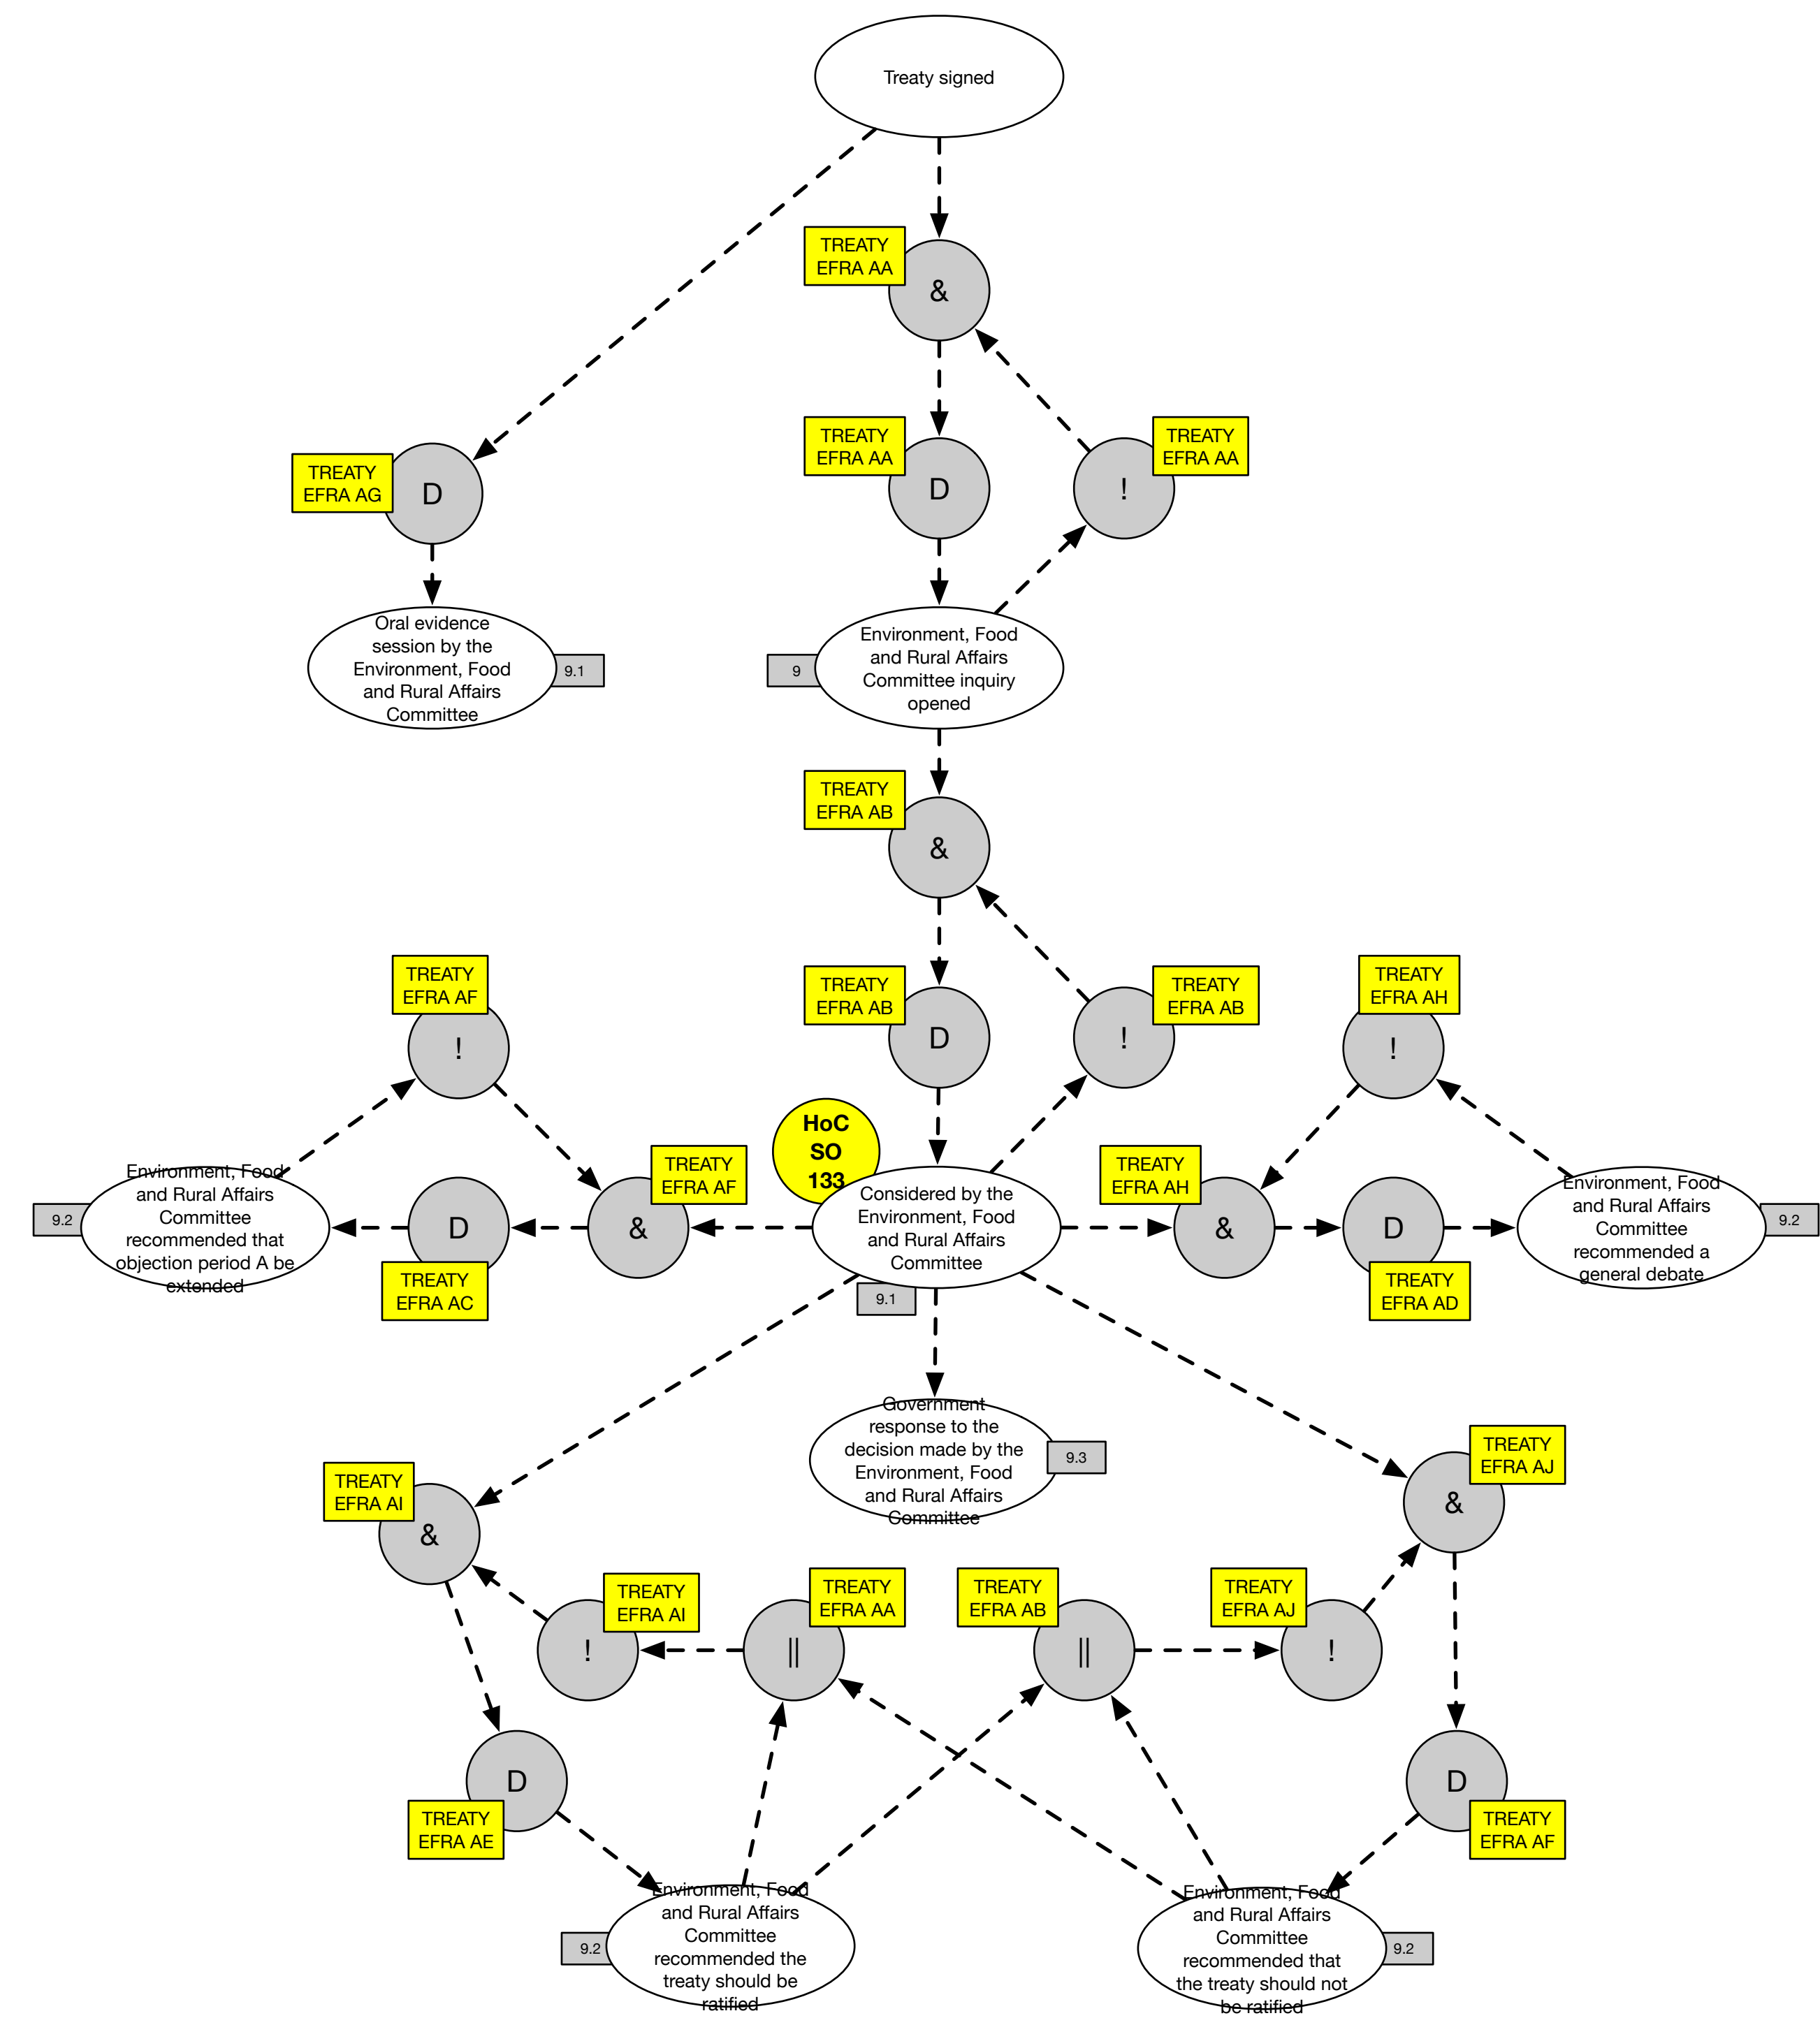 Treaty signed
TREATY
EFRA AA
&
TREATY
EFRA AA
D
TREATY
EFRA AA
!
TREATY
EFRA AG
D
Oral evidence
session by the
Environment, Food
and Rural Affairs
Committee
9.1
9
Environment, Food
and Rural Affairs
Committee inquiry
opened
TREATY
EFRA AB
&
TREATY
EFRA AF
!
TREATY
EFRA AB
D
TREATY
EFRA AB
!
TREATY
EFRA AH
!
HoC
SO
133
9.2
Environment, Food
and Rural Affairs
Committee
recommended that
objection period A be
extended
D
TREATY
EFRA AC
TREATY
EFRA AF
&
Considered by the
Environment, Food
and Rural Affairs
Committee
9.1
TREATY
EFRA AH
&
D
TREATY
EFRA AD
Environment, Food
and Rural Affairs
Committee
recommended a
general debate
9.2
Government
response to the
decision made by the
Environment, Food
and Rural Affairs
Committee
9.3
TREATY
EFRA AI
&
TREATY
EFRA AJ
&
TREATY
EFRA AI
!
TREATY
EFRA AA
||
TREATY
EFRA AB
||
TREATY
EFRA AJ
!
D
TREATY
EFRA AE
D
TREATY
EFRA AF
9.2
Environment, Food
and Rural Affairs
Committee
recommended the
treaty should be
ratified
Environment, Food
and Rural Affairs
Committee
recommended that
the treaty should not
be ratified
9.2